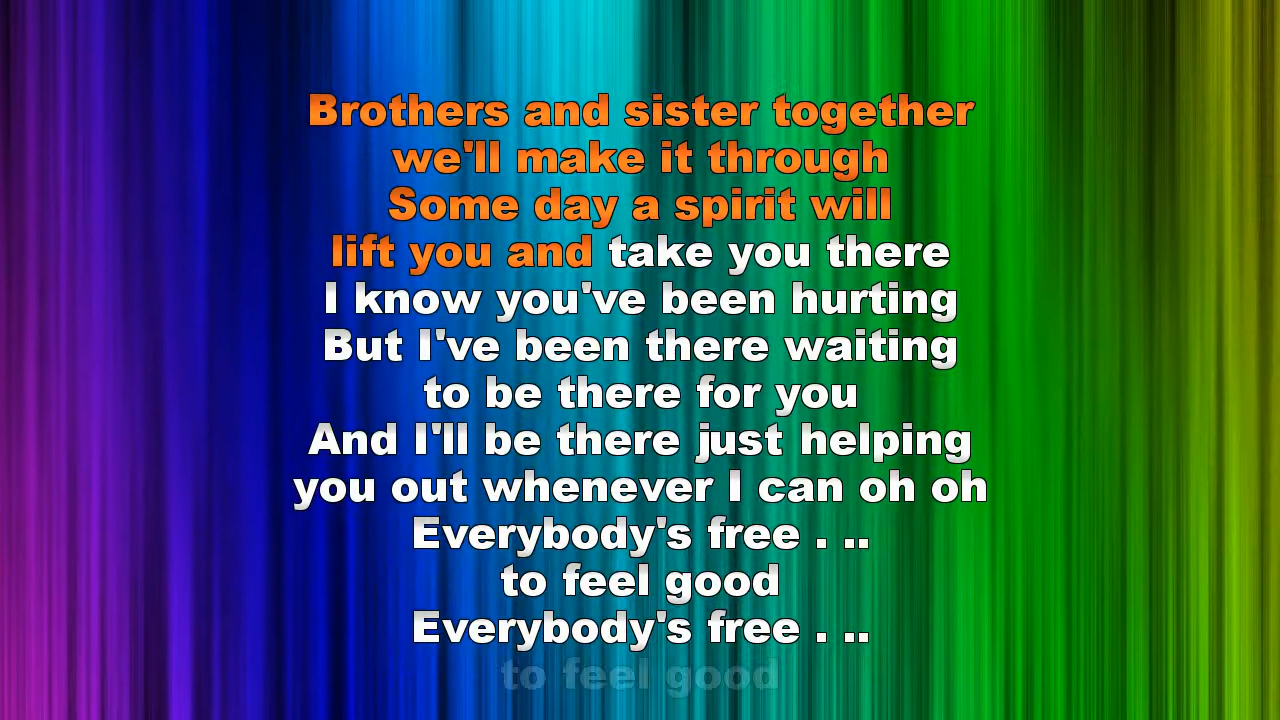 Brothers and sister together
we'll make it through
Some day a spirit will
lift you and take you there
I know you've been hurting
But I've been there waiting
to be there for you
And I'll be there just helping
you out whenever I can oh oh
Everybody's free . ..
to feel good
Everybody's free . ..
to feel good